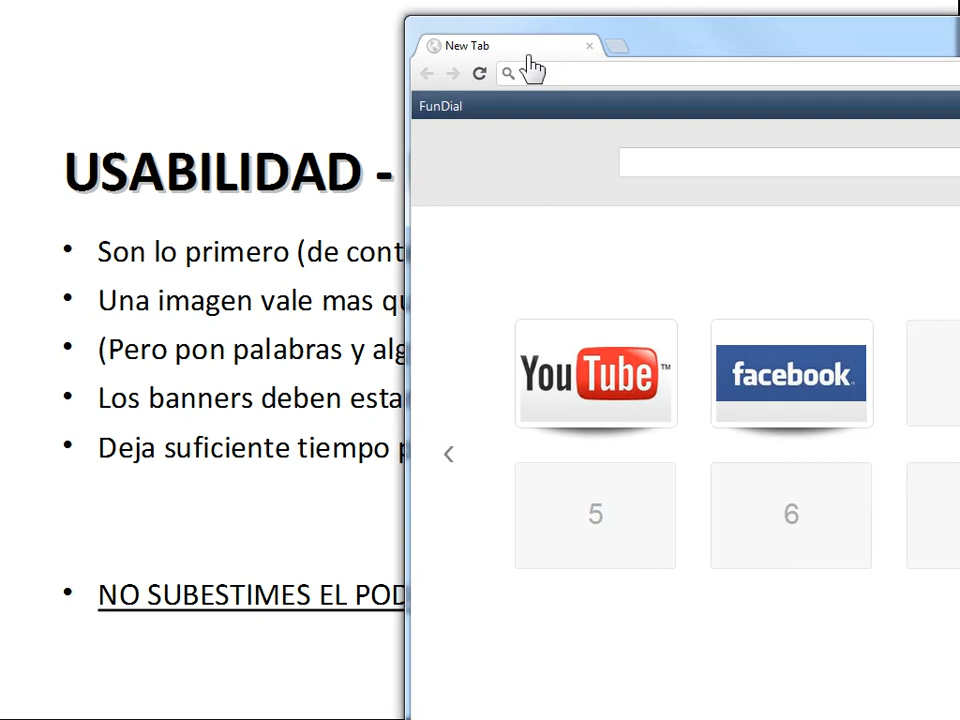 New Tab
FunDial
USABILIDAD -
Son lo primero (de cont
Una imagen vale mas qu
(Pero pon palabras y alg
Los banners deben esta
Deja suficiente tiempo p
NO SUBESTIMES EL POD
YouTube™
facebook
5
6